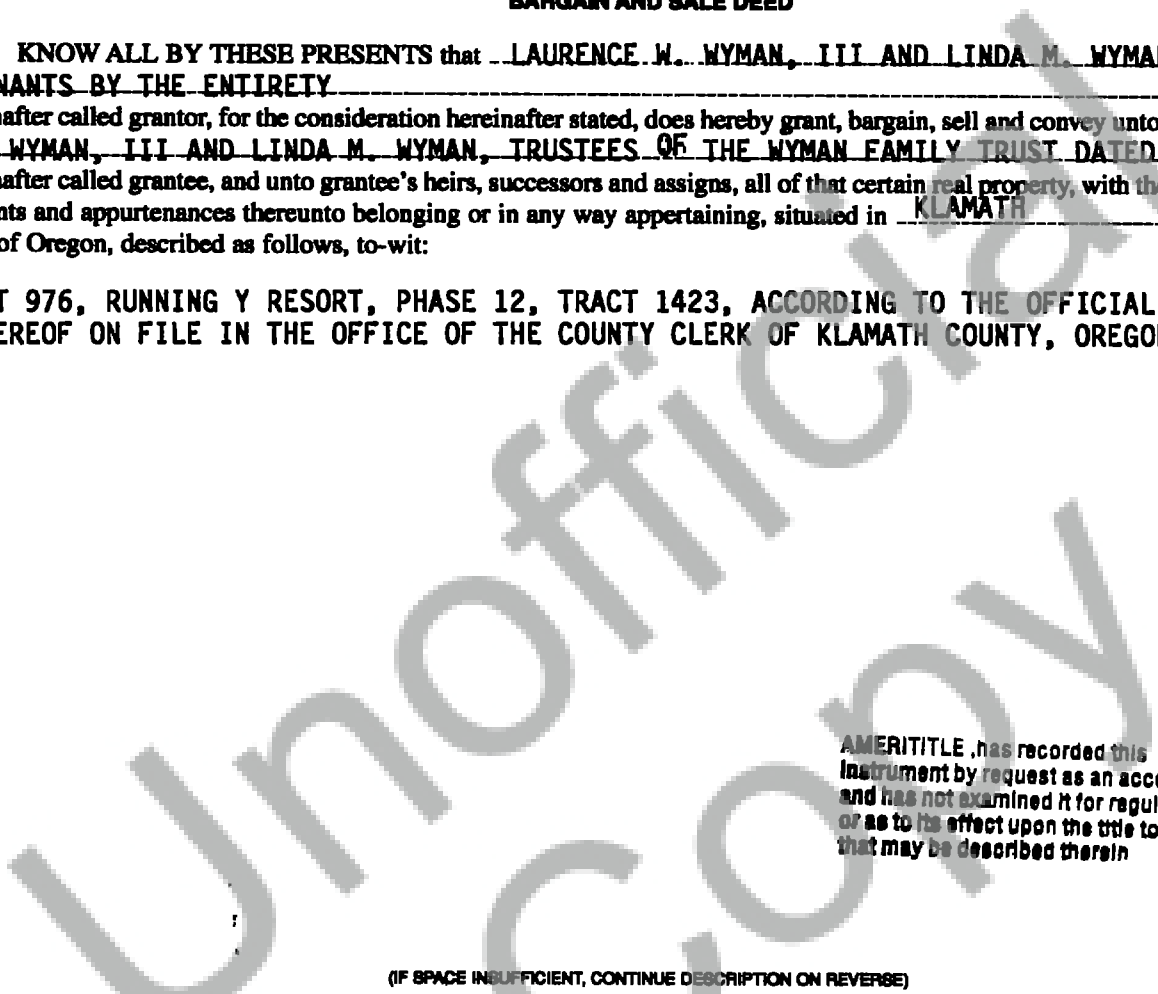 BARGAIN AND SALE DEED
KNOW ALL BY THESE PRESENTS that LAURENCE W. WYMAN, III AND LINDA M. WYMA
NANTS BY THE ENTIRETY
nafter called grantor, for the consideration hereinafter stated, does hereby grant, bargain, sell and convey unto
WYMAN, III AND LINDA M. WYMAN, TRUSTEES OF THE WYMAN FAMILY TRUST DATED
nafter called grantee, and unto grantee's heirs, successors and assigns, all of that certain real property, with the
nts and appurtenances thereunto belonging or in any way appertaining, situated in KLAMATH
of Oregon, described as follows, to-wit:
T 976, RUNNING Y RESORT, PHASE 12, TRACT 1423, ACCORDING TO THE OFFICIAL
EREOF ON FILE IN THE OFFICE OF THE COUNTY CLERK OF KLAMATH COUNTY, OREGO
Unofficial
Copy
AMERITITLE ,has recorded this
Instrument by request as an acco
and has not examined it for regul
or as to its effect upon the title to
that may be described therein
(IF SPACE INSUFFICIENT, CONTINUE DESCRIPTION ON REVERSE)